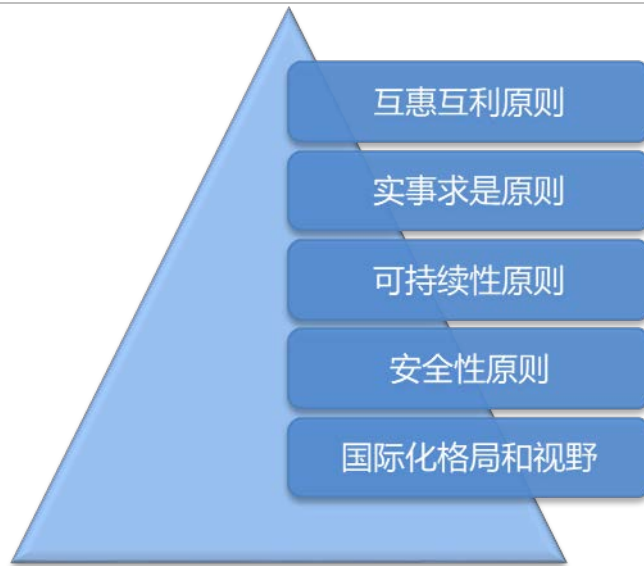 互惠互利原则
实事求是原则
可持续性原则
安全性原则
国际化格局和视野